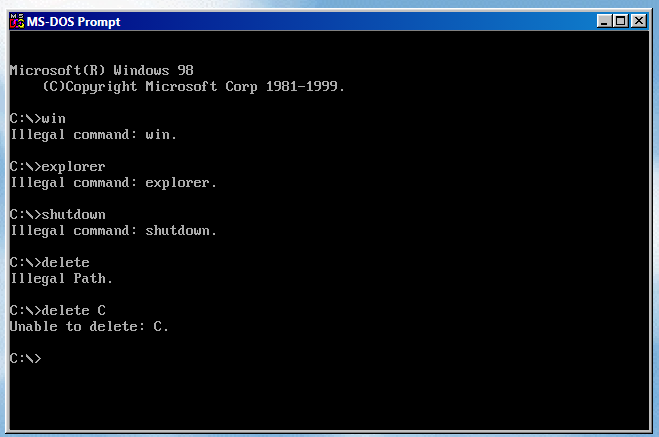 MS-DOS Prompt
Microsoft(R) Windows 98
(C)Copyright Microsoft Corp 1981-1999.
C:\>win
Illegal command: win.
C:\>explorer
Illegal command: explorer.
C:\>shutdown
Illegal command: shutdown.
C:\>delete
Illegal Path.
C:\>delete C
Unable to delete: C.
C:\>